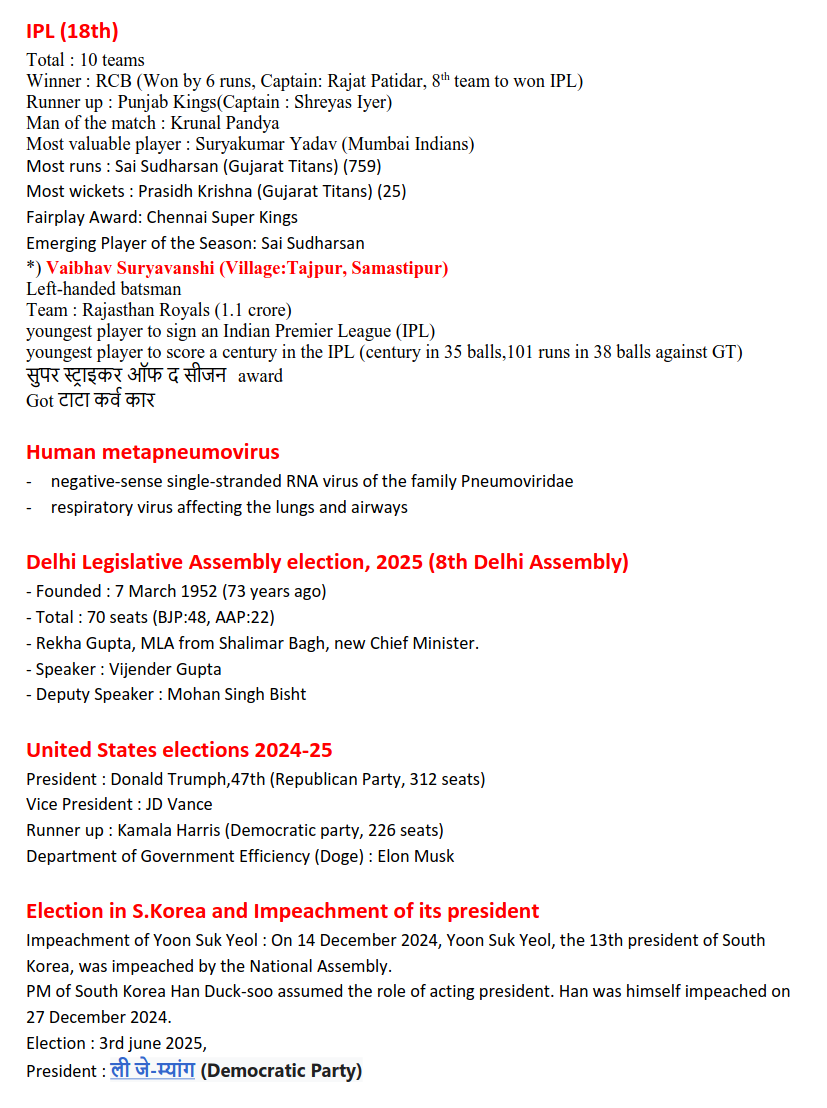 IPL (18th)
Total : 10 teams
Winner : RCB (Won by 6 runs, Captain: Rajat Patidar, 8th team to won IPL)
Runner up : Punjab Kings(Captain : Shreyas Iyer)
Man of the match : Krunal Pandya
Most valuable player : Suryakumar Yadav (Mumbai Indians)
Most runs : Sai Sudharsan (Gujarat Titans) (759)
Most wickets : Prasidh Krishna (Gujarat Titans) (25)
Fairplay Award: Chennai Super Kings
Emerging Player of the Season: Sai Sudharsan
*) Vaibhav Suryavanshi (Village:Tajpur, Samastipur)
Left-handed batsman
Team : Rajasthan Royals (1.1 crore)
youngest player to sign an Indian Premier League (IPL)
youngest player to score a century in the IPL (century in 35 balls,101 runs in 38 balls against GT)
सुपर स्ट्राइकर ऑफ द सीजन award
Got टाटा कर्व कार
Human metapneumovirus
- negative-sense single-stranded RNA virus of the family Pneumoviridae
- respiratory virus affecting the lungs and airways
Delhi Legislative Assembly election, 2025 (8th Delhi Assembly)
- Founded : 7 March 1952 (73 years ago)
- Total : 70 seats (BJP:48, AAP:22)
- Rekha Gupta, MLA from Shalimar Bagh, new Chief Minister.
- Speaker : Vijender Gupta
- Deputy Speaker : Mohan Singh Bisht
United States elections 2024-25
President : Donald Trump,47th (Republican Party, 312 seats)
Vice President : JD Vance
Runner up : Kamala Harris (Democratic party, 226 seats)
Department of Government Efficiency (Doge) : Elon Musk
Election in S.Korea and Impeachment of its president
Impeachment of Yoon Suk Yeol : On 14 December 2024, Yoon Suk Yeol, the 13th president of South
Korea, was impeached by the National Assembly.
PM of South Korea Han Duck-soo assumed the role of acting president. Han was himself impeached on
27 December 2024.
Election : 3rd june 2025,
President : ली जे-म्यांग (Democratic Party)